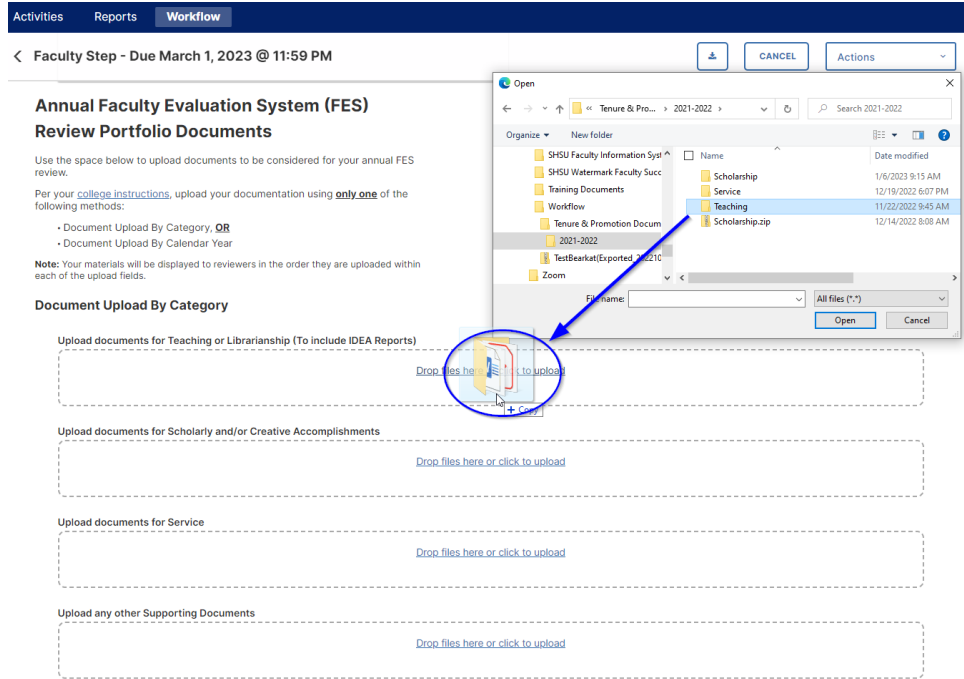 Activities Reports Workflow
Faculty Step - Due March 1, 2023 @ 11:59 PM
CANCEL
Actions
Annual Faculty Evaluation System (FES)
Review Portfolio Documents
Use the space below to upload documents to be considered for your annual FES
review.
Per your college instructions, upload your documentation using only one of the
following methods:
• Document Upload By Category, OR
• Document Upload By Calendar Year
Note: Your materials will be displayed to reviewers in the order they are uploaded within
each of the upload fields.
Document Upload By Category
Open
« Tenure & Pro... › 2021-2022 ›
Search 2021-2022
Organize New folder
SHSU Faculty Information Syst
SHSU Watermark Faculty Succ
Training Documents
Workflow
Tenure & Promotion Docum
2021-2022
Zoom
Name Date modified
Scholarship 1/6/2023 9:15 AM
Service 12/19/2022 6:07 PM
Teaching 11/22/2022 9:45 AM
Scholarship.zip 12/14/2022 8:08 AM
File name:
All files (*.*)
Open Cancel
Upload documents for Teaching or Librarianship (To include IDEA Reports)
Drop files here click to upload
+ Copy
Upload documents for Scholarly and/or Creative Accomplishments
Drop files here or click to upload
Upload documents for Service
Drop files here or click to upload
Upload any other Supporting Documents
Drop files here or click to upload